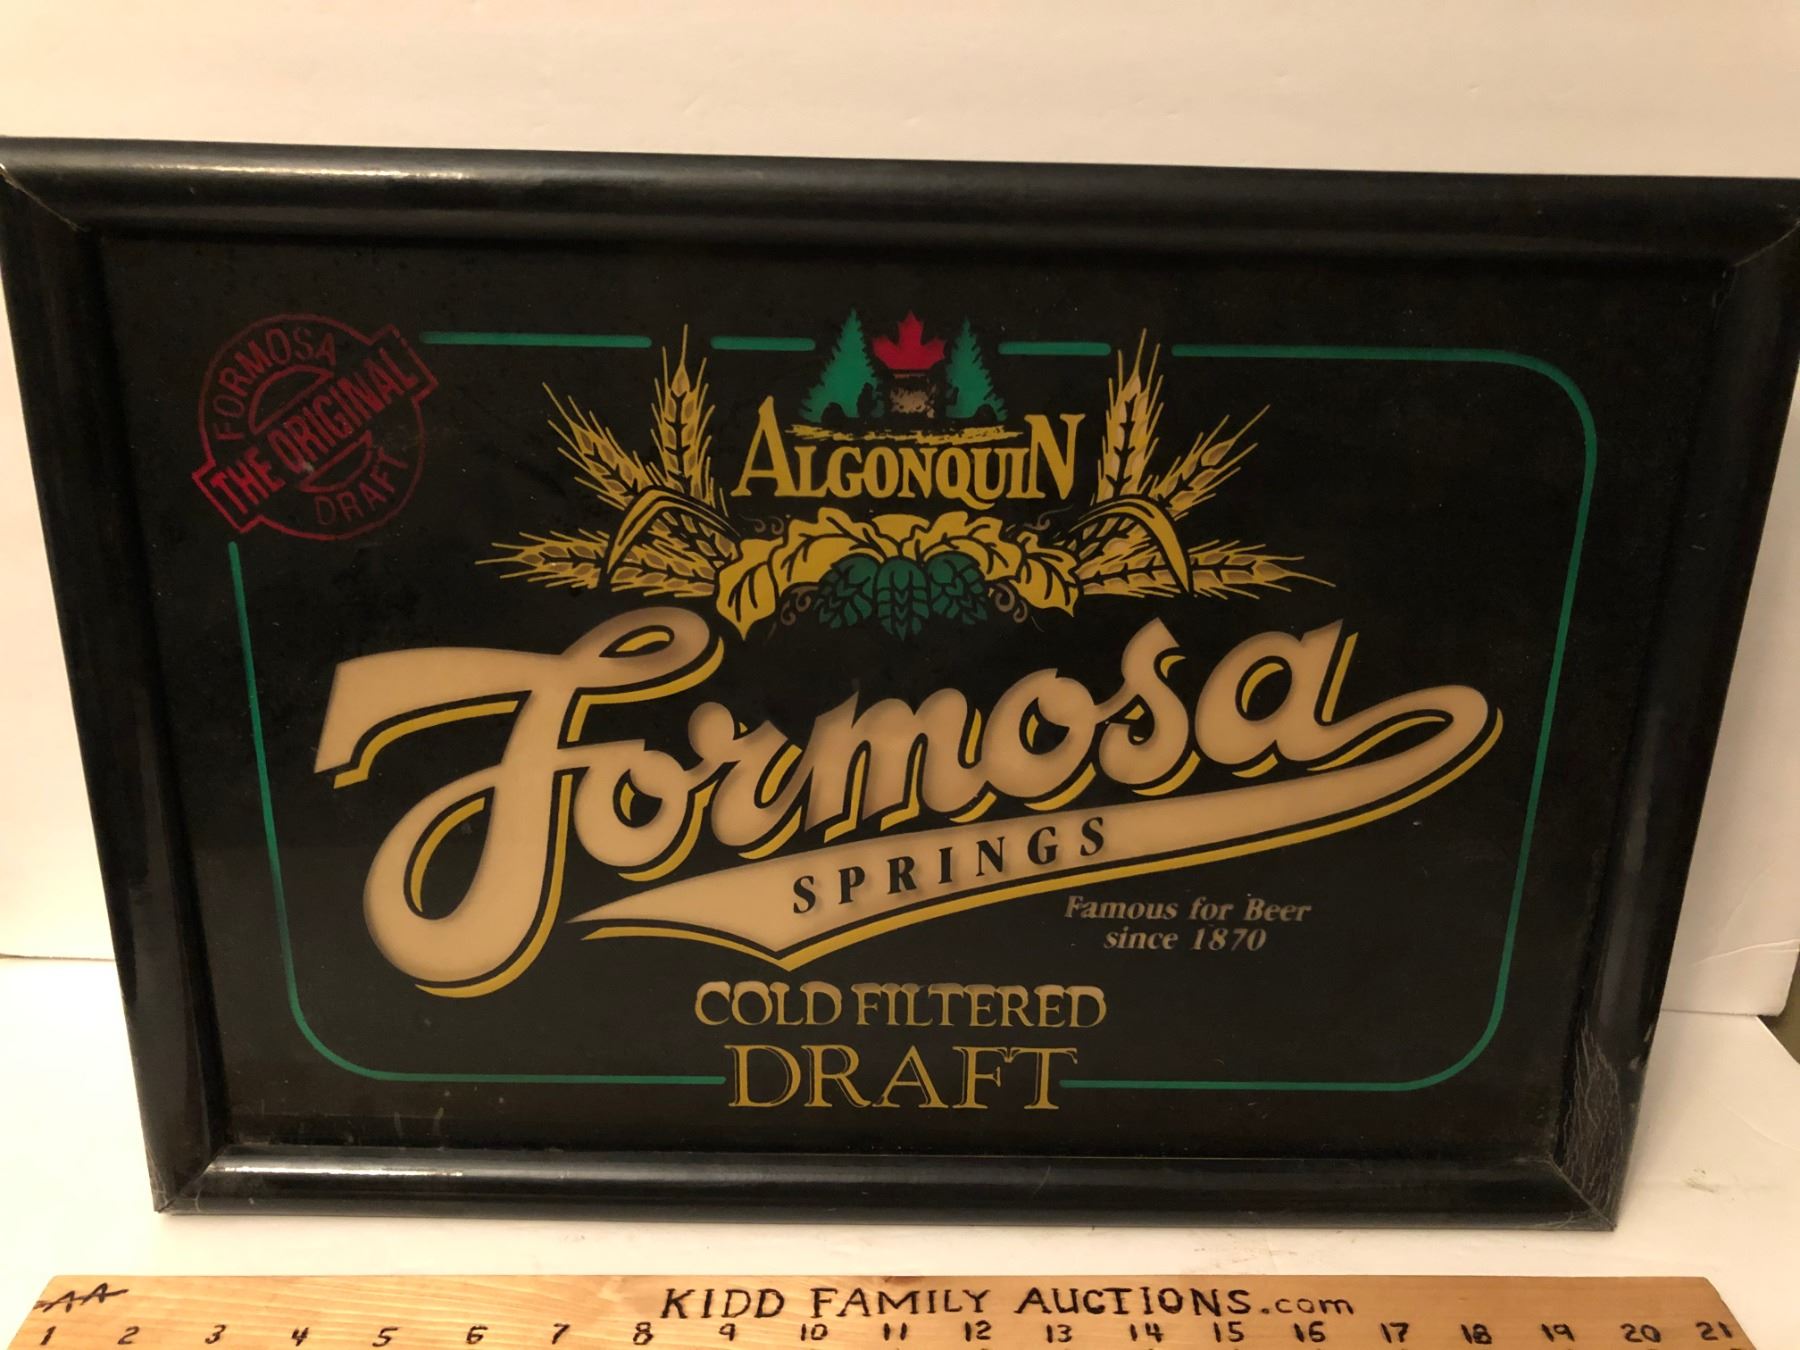 FORMOSA
THE ORIGINAL
DRAFT
ALGONQUIN
Formosa
SPRINGS
Famous for Beer
since 1870
COLD FILTERED
DRAFT
KIDD FAMILY AUCTIONS.com
AA
1 2 3 4 5 6 7 8 9 10 11 12 13 14 15 16 17 18 19 20 21